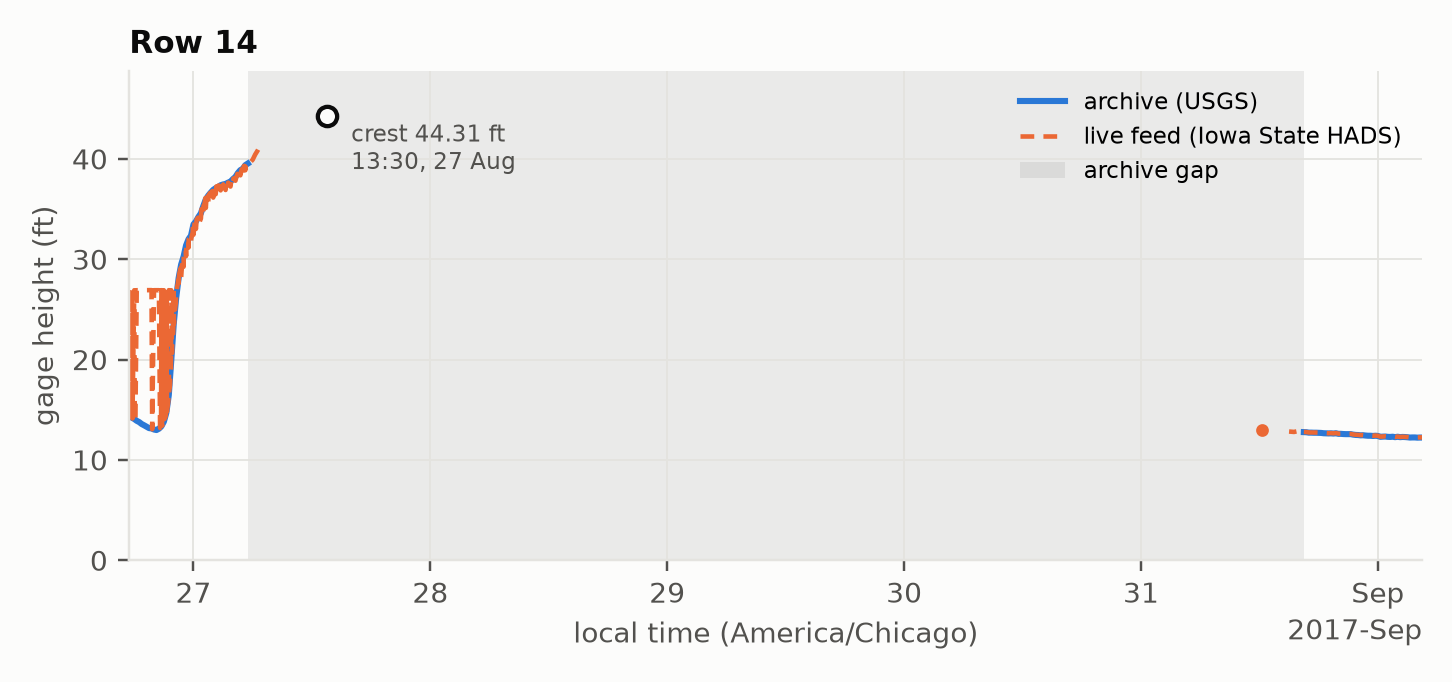 Row 14
archive (USGS)
live feed (Iowa State HADS)
archive gap
crest 44.31 ft
13:30, 27 Aug
gage height (ft)
40
30
20
10
0
27
28
29
30
31
Sep
2017-Sep
local time (America/Chicago)